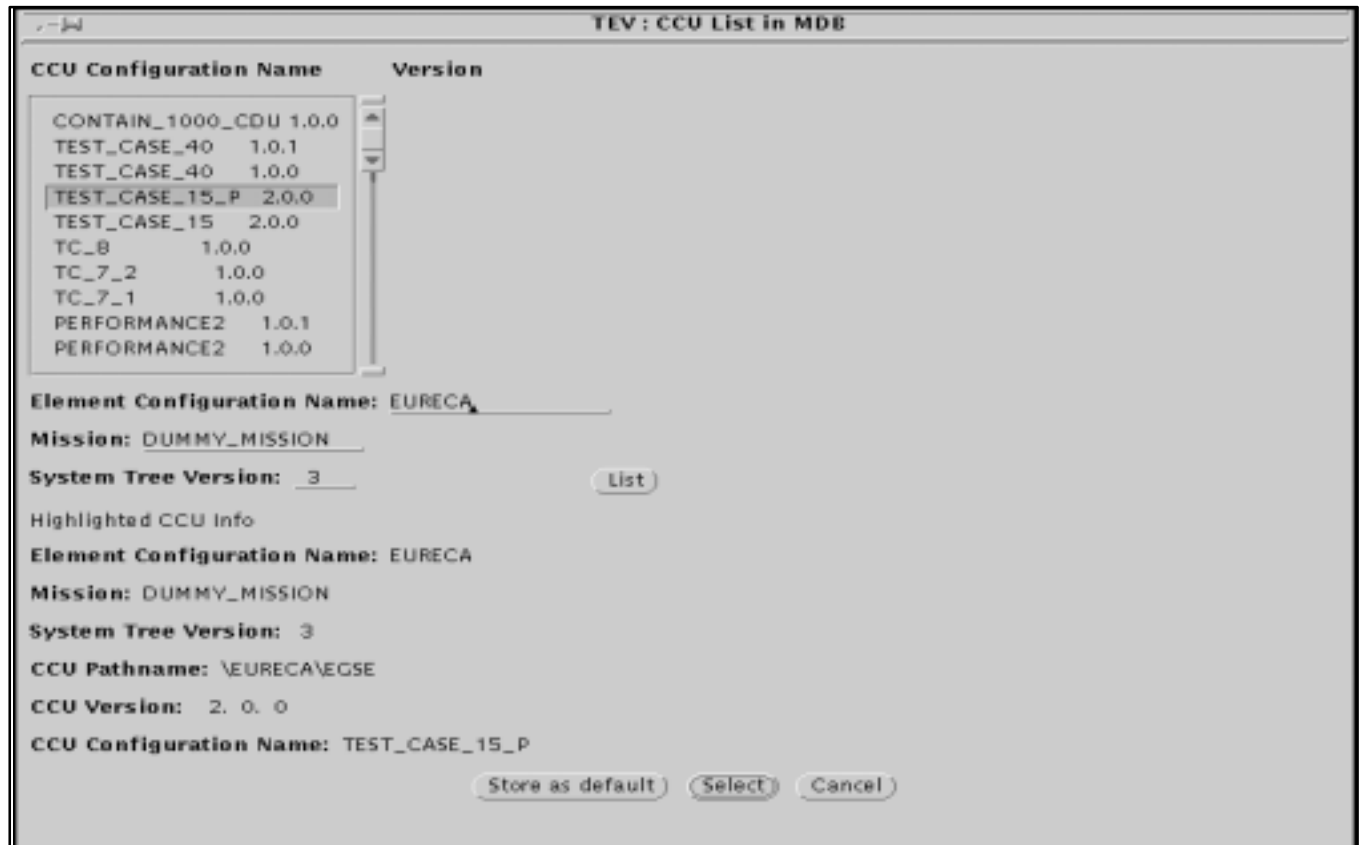 TEV : CCU List in MDB
CCU Configuration Name Version
CONTAIN_1000_CDU 1.0.0
TEST_CASE_40 1.0.1
TEST_CASE_40 1.0.0
TEST_CASE_15_P 2.0.0
TEST_CASE_15 2.0.0
TC_8 1.0.0
TC_7_2 1.0.0
TC_7_1 1.0.0
PERFORMANCE2 1.0.1
PERFORMANCE2 1.0.0
Element Configuration Name: EURECA
Mission: DUMMY_MISSION
System Tree Version: 3 List
Highlighted CCU Info
Element Configuration Name: EURECA
Mission: DUMMY_MISSION
System Tree Version: 3
CCU Pathname: \EURECA\EGSE
CCU Version: 2. 0. 0
CCU Configuration Name: TEST_CASE_15_P
Store as default Select Cancel